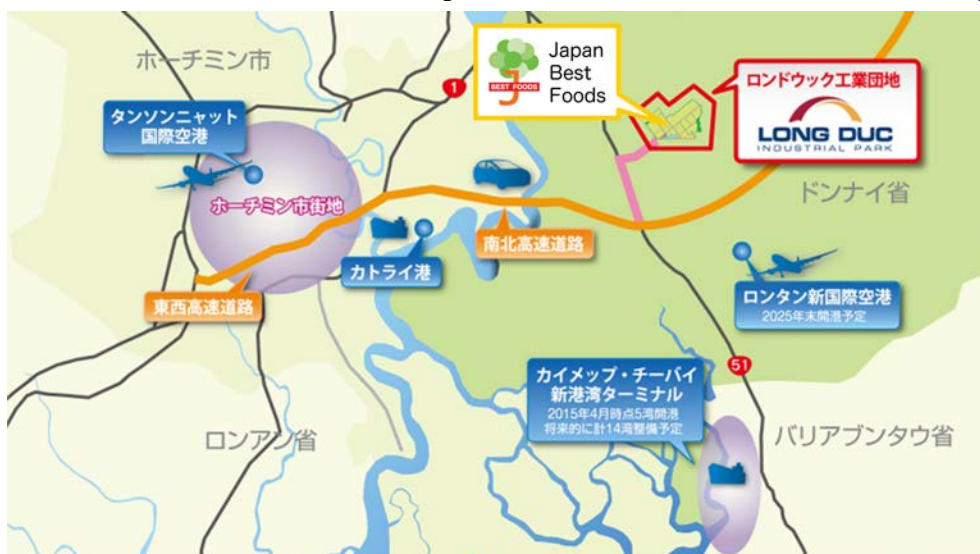 ホーチミン市
タンソンニャット
国際空港
1
Japan
Best
Foods
BEST FOODS
J
ロンドウック工業団地
LONG DUC
INDUSTRIAL PARK
ホーチミン市街地
ドンナイ省
カトライ港
南北高速道路
東西高速道路
ロンタン新国際空港
2025年末開港予定
51
カイメップ・チーバイ
新港湾ターミナル
2015年4月時点5湾開港
将来的に計14湾整備予定
ロンアン省
バリアブンタウ省